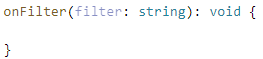 onFilter(filter: string): void {
}